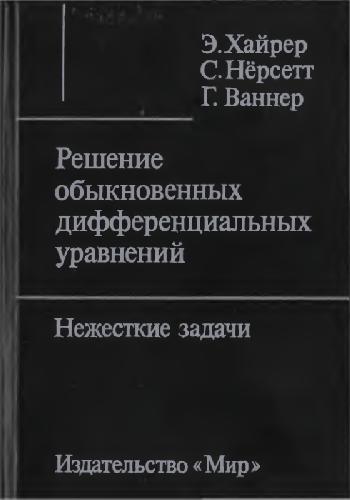 Э. Хайрер
С. Нёрсетт
Г. Ваннер
Решение
обыкновенных
дифференциальных
уравнений
Нежесткие задачи
Издательство «Мир»